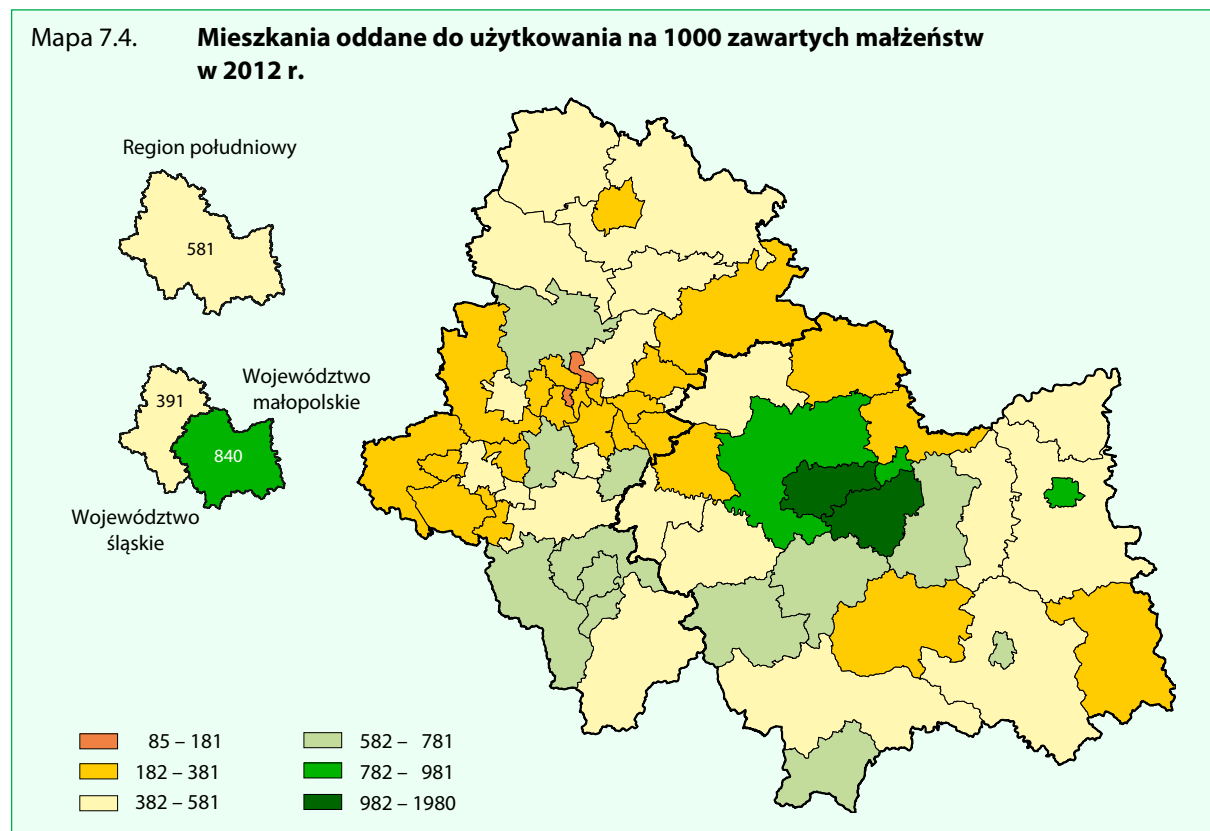 Mapa 7.4. Mieszkania oddane do użytkowania na 1000 zawartych małżeństw
w 2012 r.
Region południowy
581
Województwo
małopolskie
391
840
Województwo
śląskie
85 – 181
182 – 381
382 – 581
582 – 781
782 – 981
982 – 1980